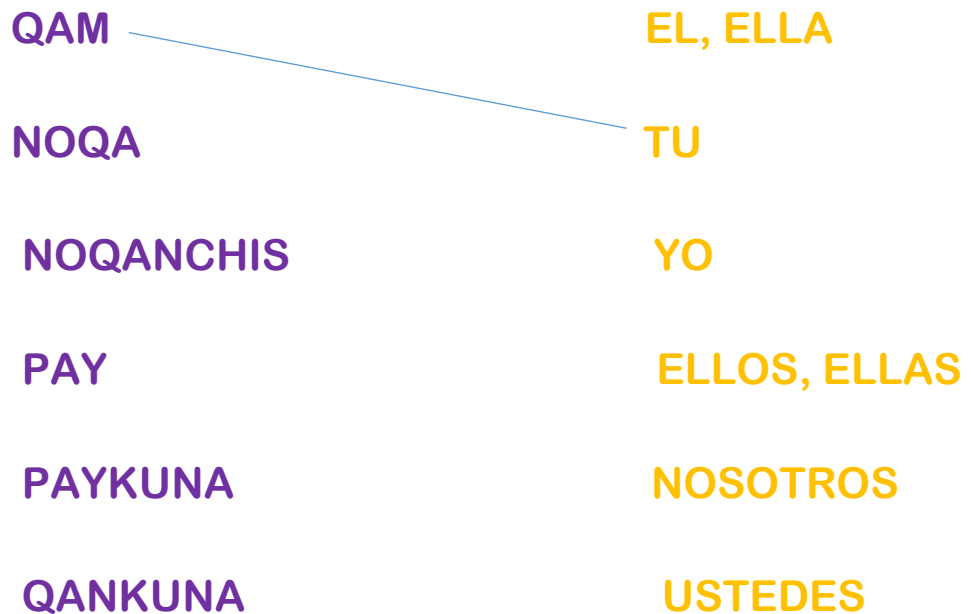 QAM EL, ELLA
NOQA TU
NOQANCHIS YO
PAY ELLOS, ELLAS
PAYKUNA NOSOTROS
QANKUNA USTEDES